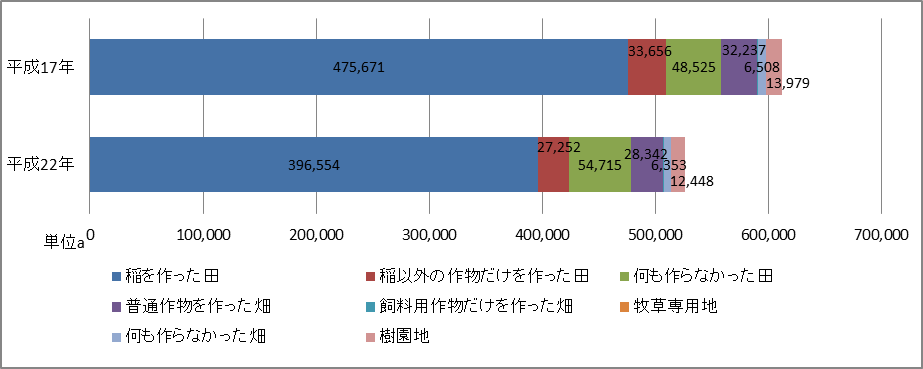 平成17年
475,671
33,656
48,525
32,237
6,508
13,979
平成22年
396,554
27,252
54,715
28,342
6,353
12,448
単位a
0 100,000 200,000 300,000 400,000 500,000 600,000 700,000
稲を作った田 稲以外の作物だけを作った田 何も作らなかった田
普通作物を作った畑 飼料用作物だけを作った畑 牧草専用地
何も作らなかった畑 樹園地